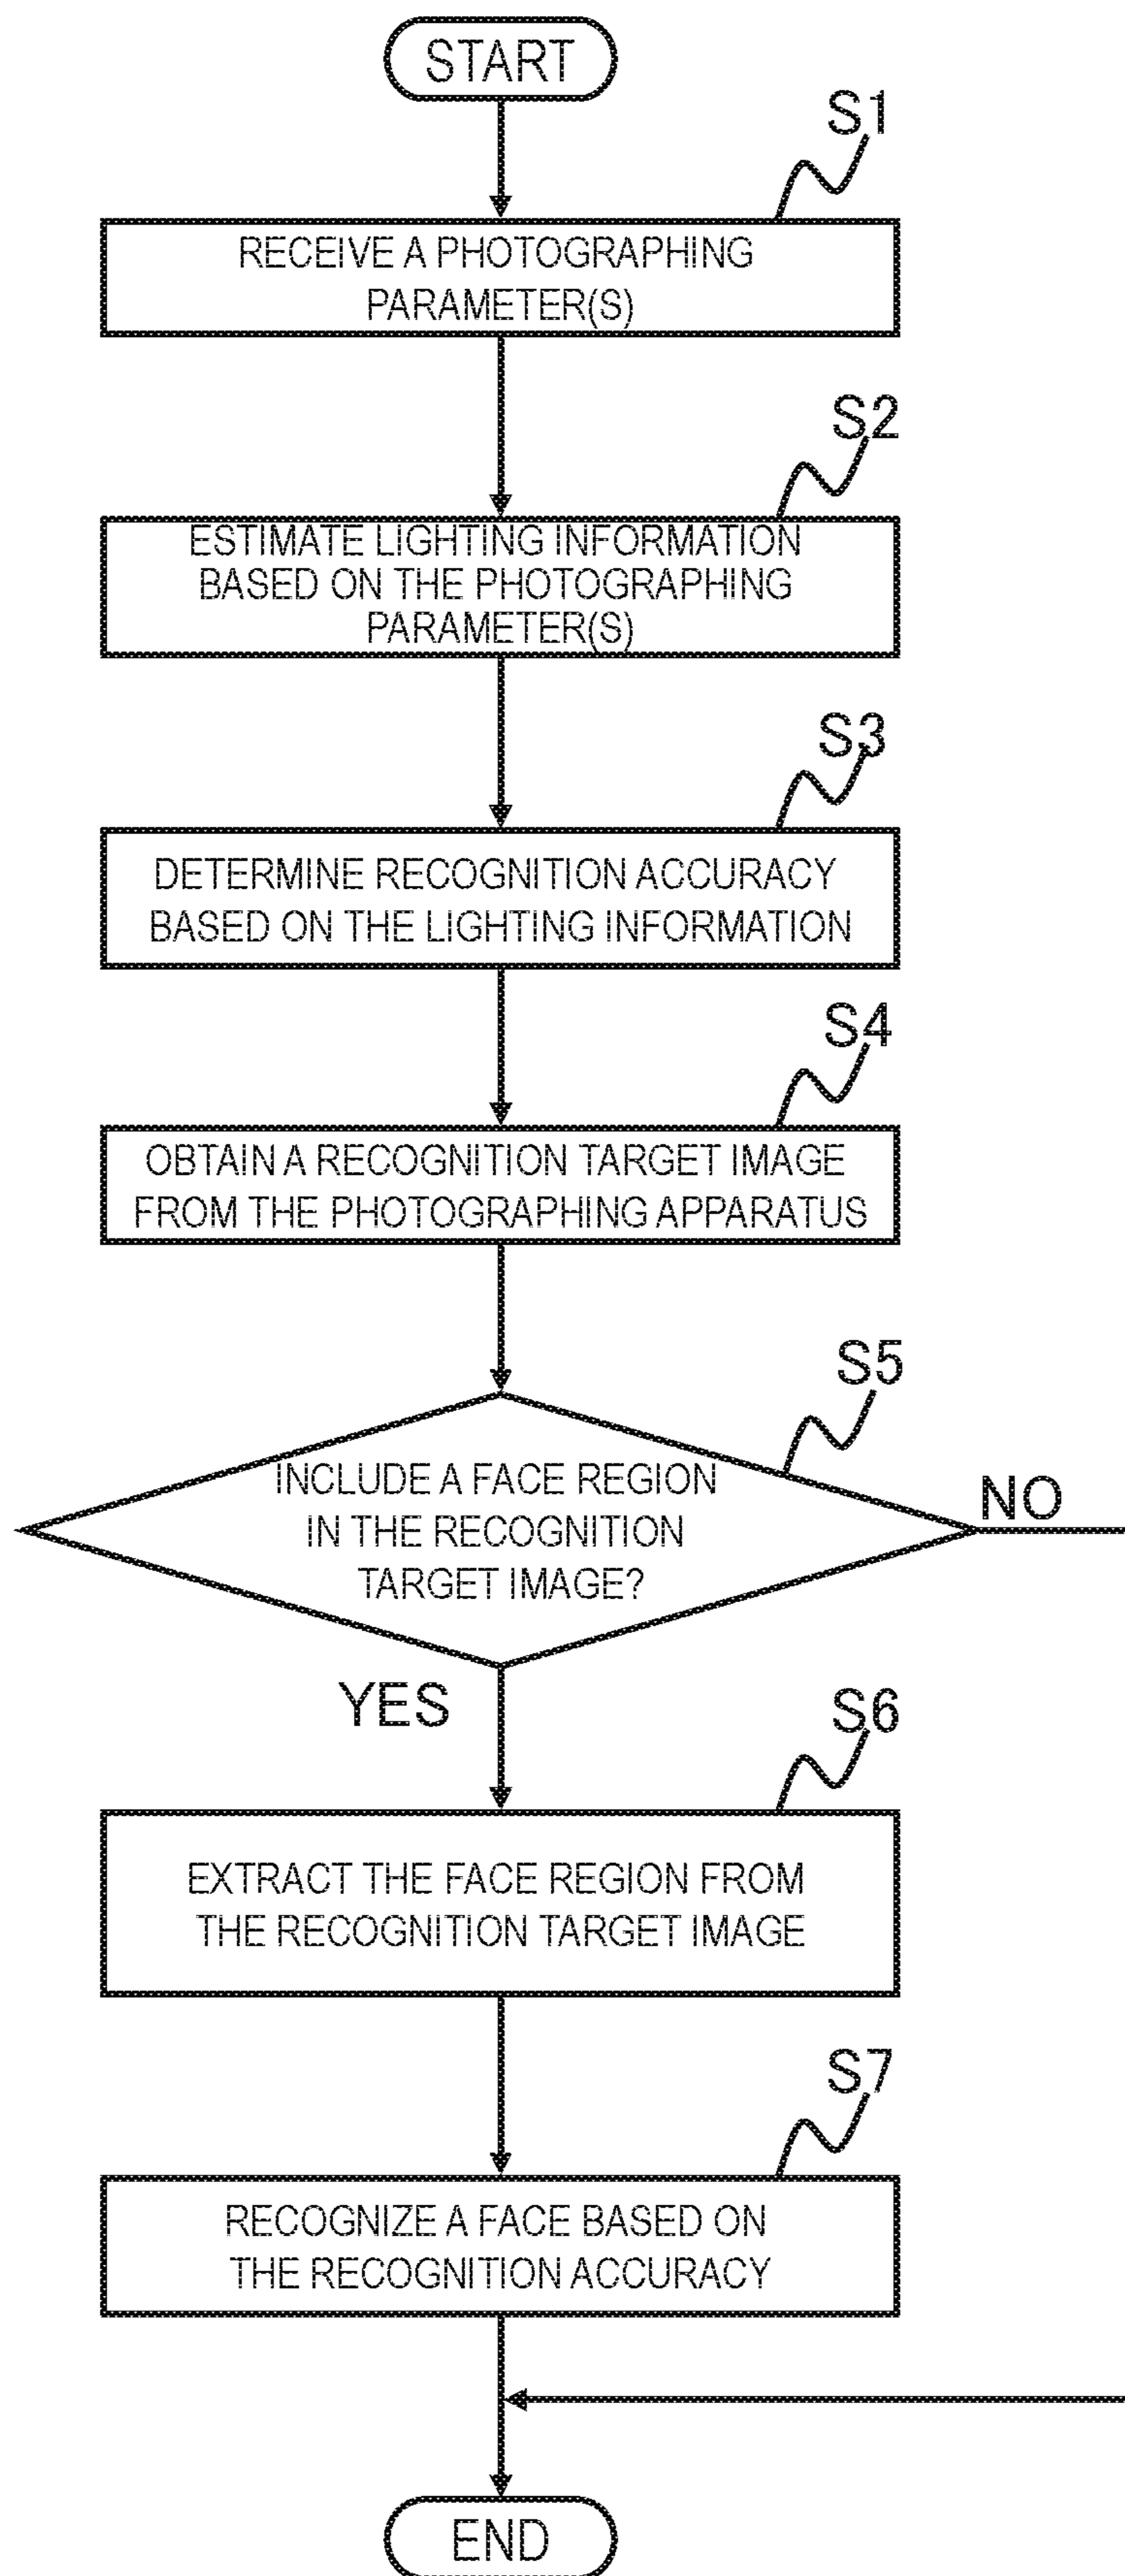 START
S1
RECEIVE A PHOTOGRAPHING
PARAMETER(S)
S2
ESTIMATE LIGHTING INFORMATION
BASED ON THE PHOTOGRAPHING
PARAMETER(S)
S3
DETERMINE RECOGNITION ACCURACY
BASED ON THE LIGHTING INFORMATION
S4
OBTAIN A RECOGNITION TARGET IMAGE
FROM THE PHOTOGRAPHING APPARATUS
S5
INCLUDE A FACE REGION
IN THE RECOGNITION
TARGET IMAGE?
NO
YES
S6
EXTRACT THE FACE REGION FROM
THE RECOGNITION TARGET IMAGE
S7
RECOGNIZE A FACE BASED ON
THE RECOGNITION ACCURACY
END